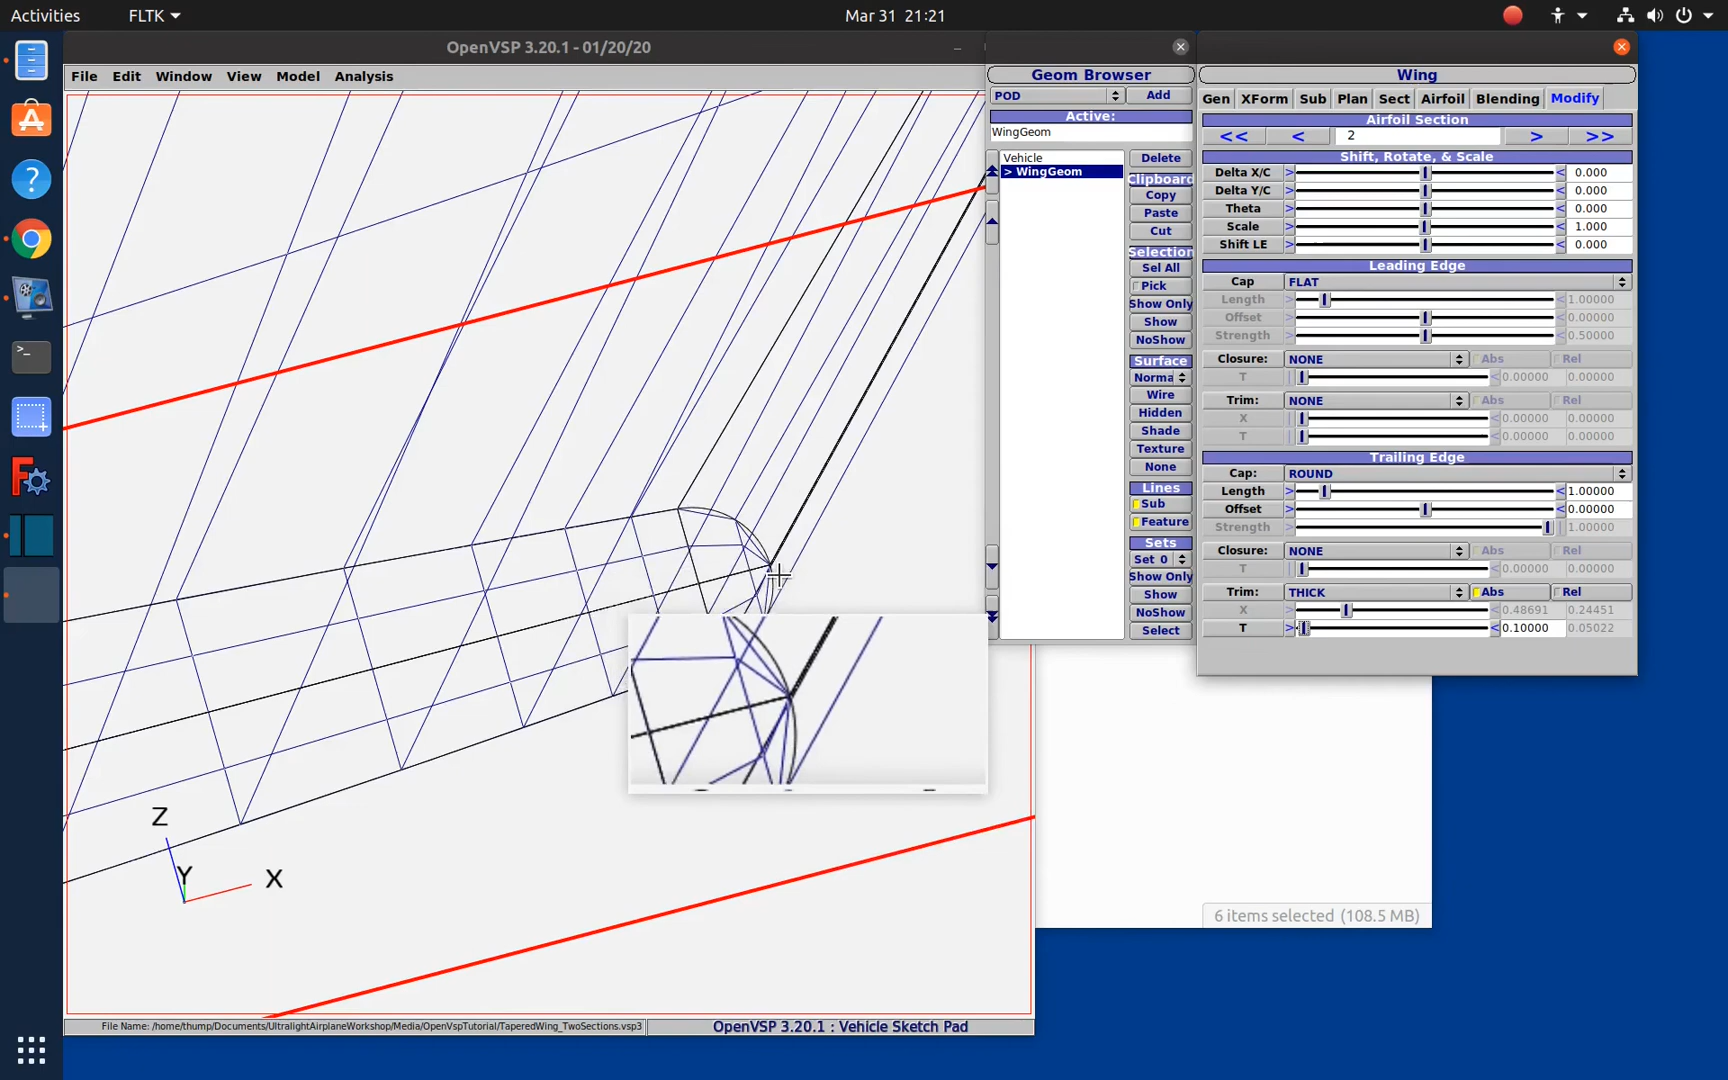 Activities
FLTK
Mar 31 21:21
OpenVSP 3.20.1 - 01/20/20
File Edit Window View Model Analysis
Z
Y
X
File Name: /home/thump/Documents/UltralightAirplaneWorkshop/Media/OpenVspTutorial/TaperedWing_TwoSections.vsp3
OpenVSP 3.20.1 : Vehicle Sketch Pad
Geom Browser
POD
Add
Active:
WingGeom
Vehicle
> WingGeom
Delete
Clipboard
Copy
Paste
Cut
Selection
Sel All
Pick
Show Only
Show
NoShow
Surface
Norma
Wire
Hidden
Shade
Texture
None
Lines
Sub
Feature
Sets
Set 0
Show Only
Show
NoShow
Select
Wing
Gen XForm Sub Plan Sect Airfoil Blending Modify
Airfoil Section
<< < 2 > >>
Shift, Rotate, & Scale
Delta X/C > < 0.000
Delta Y/C > < 0.000
Theta > < 0.000
Scale > < 1.000
Shift LE > < 0.000
Leading Edge
Cap FLAT
Length > < 1.00000
Offset > < 0.00000
Strength > < 0.50000
Closure: NONE Abs Rel
T < 0.00000 0.00000
Trim: NONE Abs Rel
X < 0.00000 0.00000
T < 0.00000 0.00000
Trailing Edge
Cap: ROUND
Length > < 1.00000
Offset > < 0.00000
Strength > 1.00000
Closure: NONE Abs Rel
T < 0.00000 0.00000
Trim: THICK Abs Rel
X > < 0.48691 0.24451
T > < 0.10000 0.05022
6 items selected (108.5 MB)